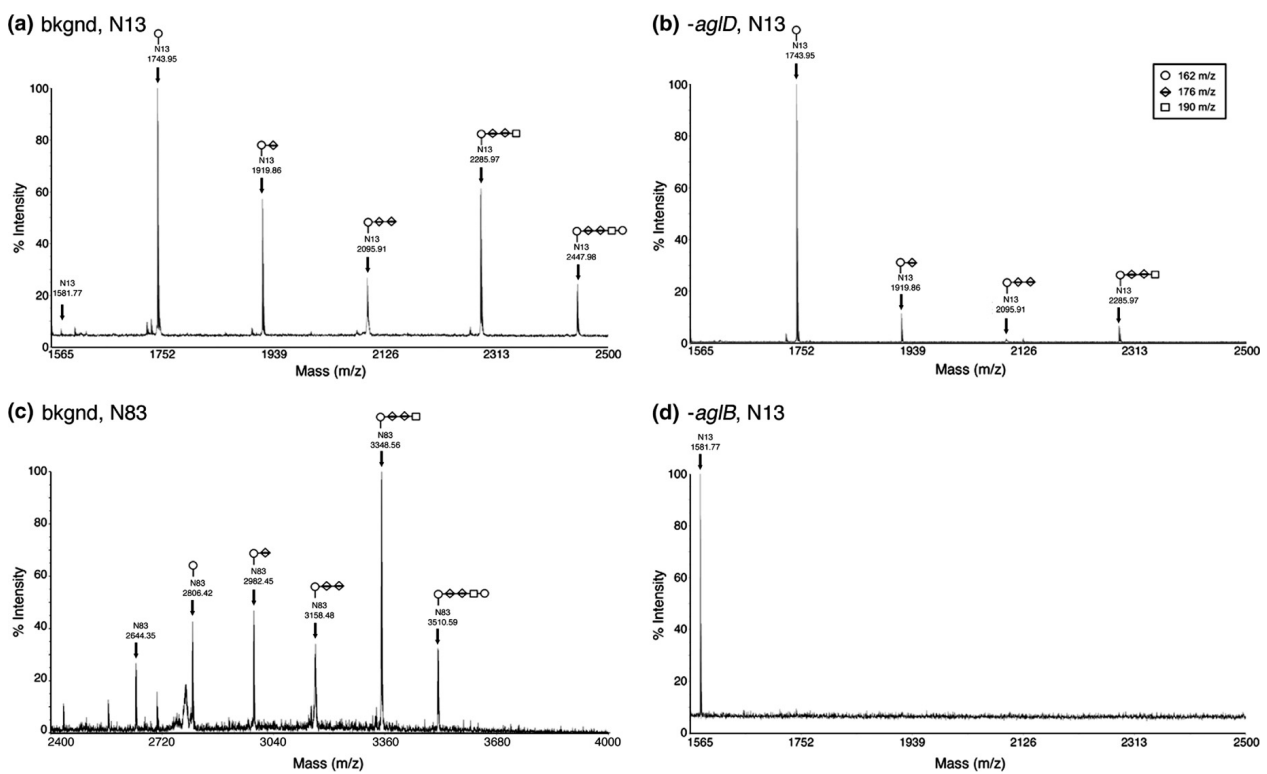 (a) bkgnd, N13
N13
1743.95
N13
1919.86
N13
2095.91
N13
2285.97
N13
2447.98
N13
1581.77
100
80
60
40
20
0
% Intensity
1565 1752 1939 2126 2313 2500
Mass (m/z)
(b) -aglD, N13
N13
1743.95
162 m/z
176 m/z
190 m/z
N13
1919.86
N13
2095.91
N13
2285.97
100
80
60
40
20
0
% Intensity
1565 1752 1939 2126 2313 2500
Mass (m/z)
(c) bkgnd, N83
N83
3348.56
N83
2644.35
N83
2806.42
N83
2982.45
N83
3158.48
N83
3510.59
100
80
60
40
20
0
% Intensity
2400 2720 3040 3360 3680 4000
Mass (m/z)
(d) -aglB, N13
N13
1581.77
100
80
60
40
20
0
% Intensity
1565 1752 1939 2126 2313 2500
Mass (m/z)